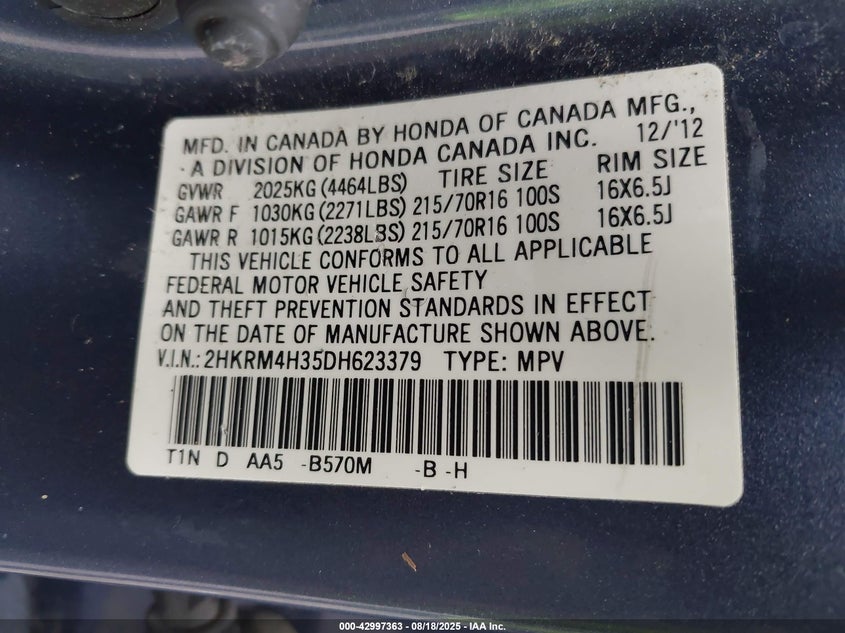 MFD. IN CANADA BY HONDA OF CANADA MFG.,
A DIVISION OF HONDA CANADA INC. 12/'12
GVWR 2025KG (4464LBS) TIRE SIZE RIM SIZE
GAWR F 1030KG (2271LBS) 215/70R16 100S 16X6.5J
GAWR R 1015KG (2238LBS) 215/70R16 100S 16X6.5J
THIS VEHICLE CONFORMS TO ALL APPLICABLE
FEDERAL MOTOR VEHICLE SAFETY
AND THEFT PREVENTION STANDARDS IN EFFECT
ON THE DATE OF MANUFACTURE SHOWN ABOVE.
V.I.N.: 2HKRM4H35DH623379 TYPE: MPV
T1N D AA5 -B570M -B -H
000-42997363 | 08/18/2025 - IAA Inc.